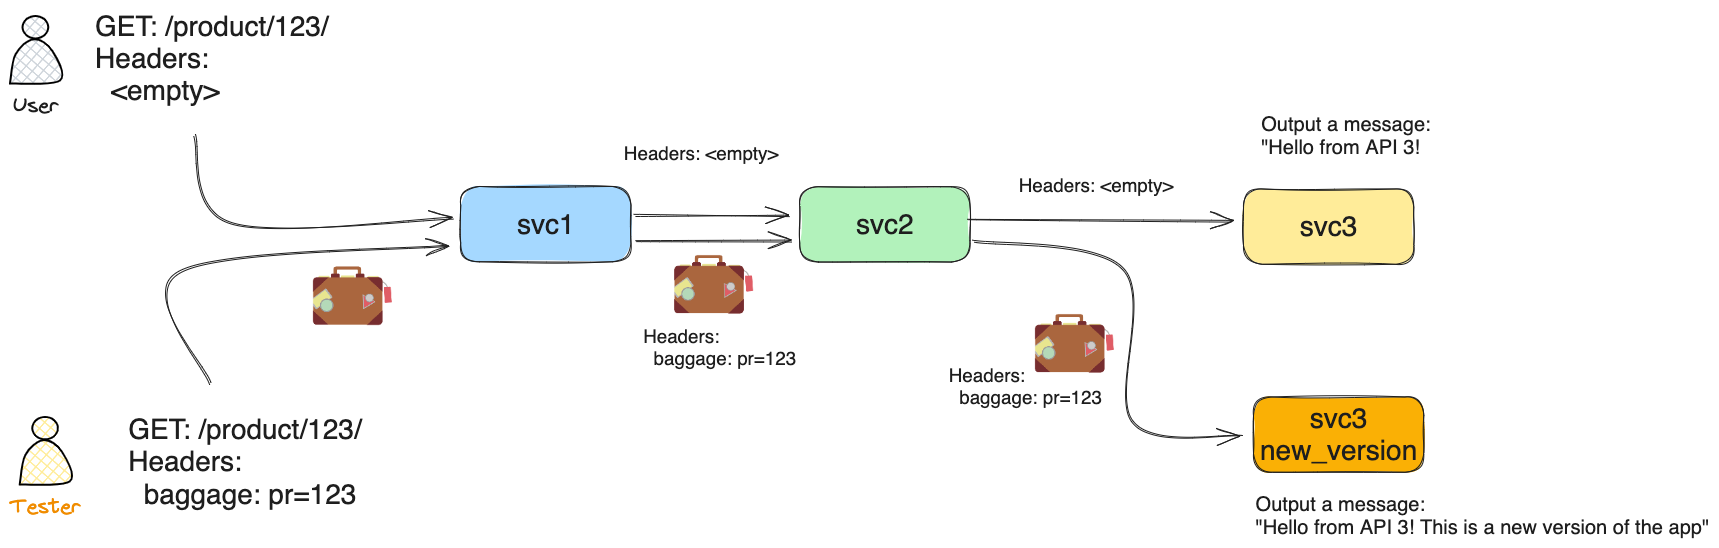 GET: /product/123/
Headers:
<empty>
User
Output a message:
"Hello from API 3!
Headers: <empty>
Headers: <empty>
svc1
svc2
svc3
Headers:
baggage: pr=123
Headers:
baggage: pr=123
GET: /product/123/
Headers:
baggage: pr=123
Tester
svc3
new_version
Output a message:
"Hello from API 3! This is a new version of the app"